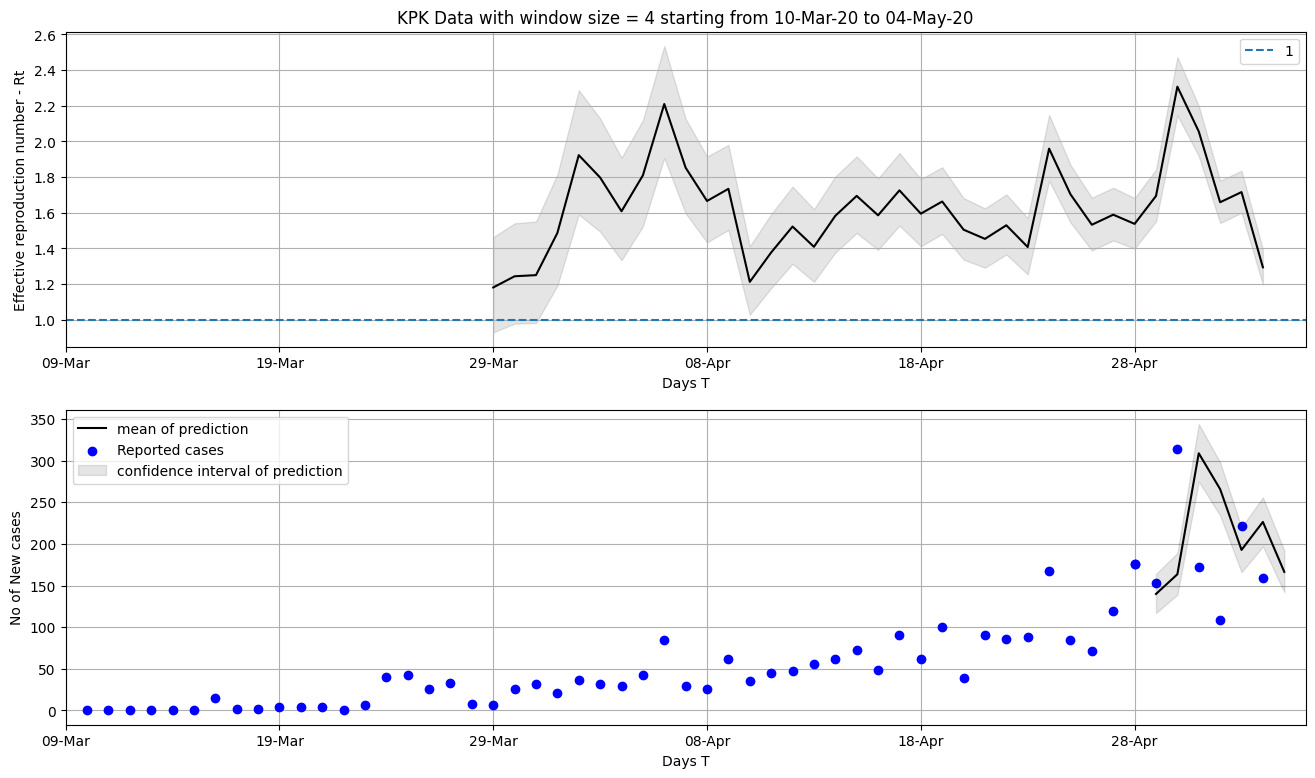 KPK Data with window size = 4 starting from 10-Mar-20 to 04-May-20
Effective reproduction number - Rt
2.6
2.4
2.2
2.0
1.8
1.6
1.4
1.2
1.0
1
09-Mar 19-Mar 29-Mar 08-Apr 18-Apr 28-Apr
Days T
No of New cases
350
300
250
200
150
100
50
0
mean of prediction
Reported cases
confidence interval of prediction
09-Mar 19-Mar 29-Mar 08-Apr 18-Apr 28-Apr
Days T